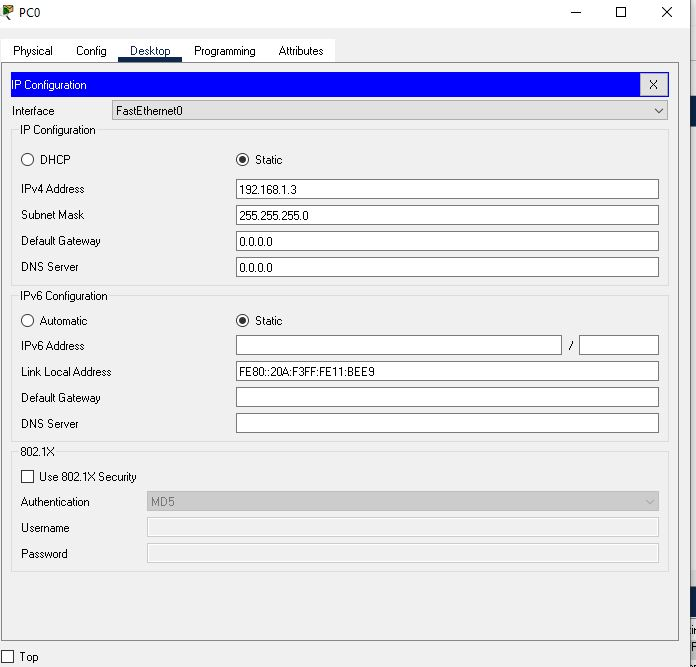 PC0
Physical Config Desktop Programming Attributes
IP Configuration X
Interface FastEthernet0
IP Configuration
DHCP Static
IPv4 Address 192.168.1.3
Subnet Mask 255.255.255.0
Default Gateway 0.0.0.0
DNS Server 0.0.0.0
IPv6 Configuration
Automatic Static
IPv6 Address /
Link Local Address FE80::20A:F3FF:FE11:BEE9
Default Gateway
DNS Server
802.1X
Use 802.1X Security
Authentication MD5
Username
Password
Top